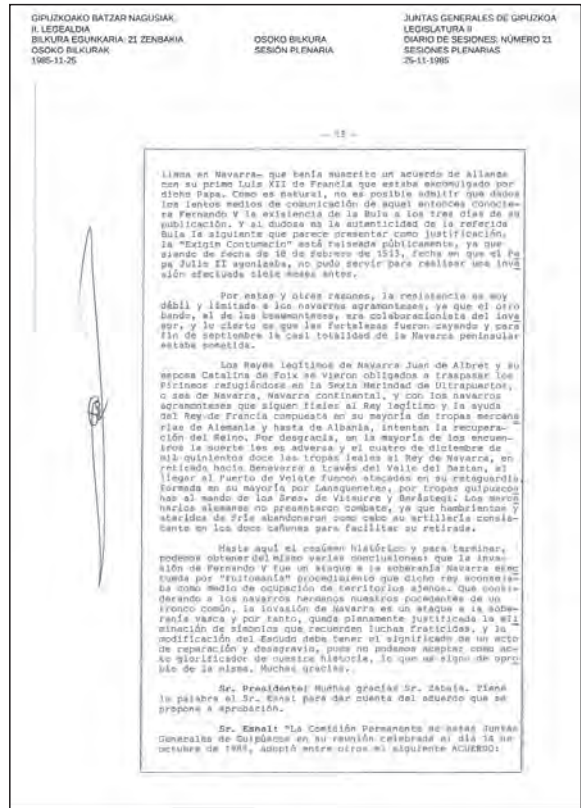 GIPUZKOAKO BATZAR NAGUSIAK
II. LEGEALDIA
BILKURA EGUNKARIA: 21 ZENBAKIA
OSOKO BILKURAK
1985-11-25
OSOKO BILKURA
SESIÓN PLENARIA
JUNTAS GENERALES DE GIPUZKOA
LEGISLATURA II
DIARIO DE SESIONES: NÚMERO 21
SESIONES PLENARIAS
25-11-1985
llana en Navarra- que había suscrito un acuerdo de alianza
con su primo Luis XII de Francia que estaba excomulgado por
dicho Papa. Como es natural, no es posible admitir que dados
los lentos medios de comunicación de aquel entonces conocie-
ra Fernando V la existencia de la Bula a los tres días de su
publicación. Y si dudosa es la autenticidad de la referida
Bula la siguiente que parece presentar como justificación,
la "Exigim Contumacin" está falseada públicamente, ya que
siendo de fecha de 18 de febrero de 1513, fecha en que el Pa
pa Julio II agonizaba, no pudo servir para realizar una inva
sión efectuada siete meses antes.
Por estas y otras razones, la resistencia es muy
débil y limitada a los navarros agramonteses, ya que el otro
bando, el de los beaumonteses, era colaboracionista del inva
sor, y lo cierto es que las fortalezas fueron cayendo y para
fin de septiembre la casi totalidad de la Navarra peninsular
estaba sometida.
Los Reyes legítimos de Navarra Juan de Albret y su
esposa Catalina de Foix se vieron obligados a traspasar los
Pirineos refugiándose en la Sexta Merindad de Ultrapuertos,
o sea de Navarra, Navarra continental, y con los navarros
agramonteses que siguen fieles al Rey legítimo y la ayuda
del Rey de Francia compuesta en su mayoría de tropas mercena
rias de Alemania y hasta de Albania, intentan la recupera-
ción del Reino. Por desgracia, en la mayoría de los encuen-
tros la suerte les es adversa y el cuatro de diciembre de
mil quinientos doce las tropas leales al Rey de Navarra, en
retirada hacia Benavarra a través del Valle del Baztan, al
llegar al Puerto de Velate fueron atacadas en su retaguardia
formada en su mayoría por Lansquenetes, por tropas guipuzcoa
nas al mando de los Sres. de y Berástegi. Los merce
narios alemanes no presentaron combate, ya que hambrientos y
ateridos de frío abandonaron como cebo su artillería consis-
tente en los doce cañones para facilitar su retirada.
Hasta aquí el resúmen histórico y para terminar,
podemos obtener del mismo varias conclusiones: que la inva-
sión de Fernando V fue un ataque a la soberanía Navarra efec
tuada por procedimiento que dicho rey aconseja-
ba como medio de ocupación de territorios ajenos. Que consi-
derando a los navarros hermanos nuestros procedentes de un
tronco común, la invasión de Navarra es un ataque a la sobe-
ranía vasca y por tanto, queda plenamente justificada la eli
minación de símbolos que recuerden luchas fraticidas, y la
modificación del Escudo debe tener el significado de un acto
de reparación y desagravio, pues no podemos aceptar como ac-
to glorificador de nuestra historia, lo que es signo de opro
bio de la misma. Muchas gracias.
Sr. Presidente: Muchas gracias Sr. Zabala. Tiene
la palabra el Sr. Esnal para dar cuenta del acuerdo que se
propone a aprobación.
Sr. Esnal: "La Comisión Permanente de estas Juntas
Generales de Guipúzcoa en su reunión celebrada el día 14 de
octubre de 1985, adoptó entre otros el siguiente ACUERDO: